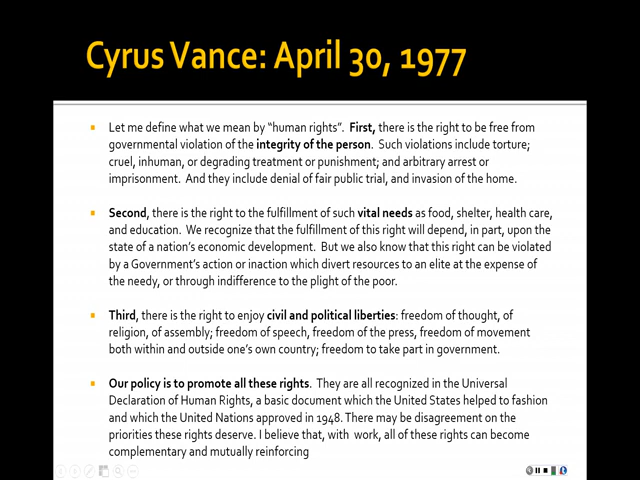 Cyrus Vance: April 30, 1977
Let me define what we mean by “human rights”. First, there is the right to be free from
governmental violation of the integrity of the person. Such violations include torture;
cruel, inhuman, or degrading treatment or punishment; and arbitrary arrest or
imprisonment. And they include denial of fair public trial, and invasion of the home.
Second, there is the right to the fulfillment of such vital needs as food, shelter, health care,
and education. We recognize that the fulfillment of this right will depend, in part, upon the
state of a nation’s economic development. But we also know that this right can be violated
by a Government’s action or inaction which divert resources to an elite at the expense of
the needy, or through indifference to the plight of the poor.
Third, there is the right to enjoy civil and political liberties: freedom of thought, of
religion, of assembly; freedom of speech, freedom of the press, freedom of movement
both within and outside one’s own country; freedom to take part in government.
Our policy is to promote all these rights. They are all recognized in the Universal
Declaration of Human Rights, a basic document which the United States helped to fashion
and which the United Nations approved in 1948. There may be disagreement on the
priorities these rights deserve. I believe that, with work, all of these rights can become
complementary and mutually reinforcing